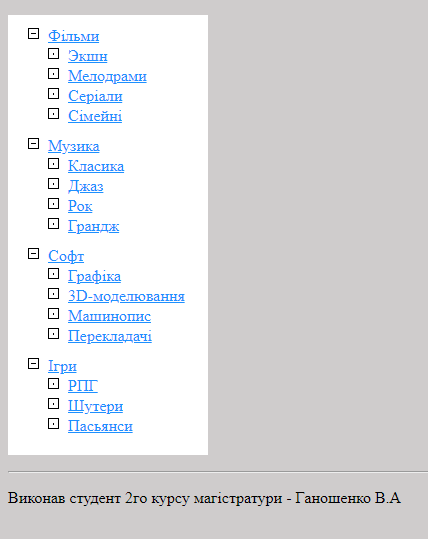 Фільми
Экшн
Мелодрами
Серіали
Сімейні
Музика
Класика
Джаз
Рок
Грандж
Софт
Графіка
3D-моделювання
Машинопис
Перекладачі
Ігри
РПГ
Шутери
Пасьянси
Виконав студент 2го курсу магістратури - Ганошенко В.А